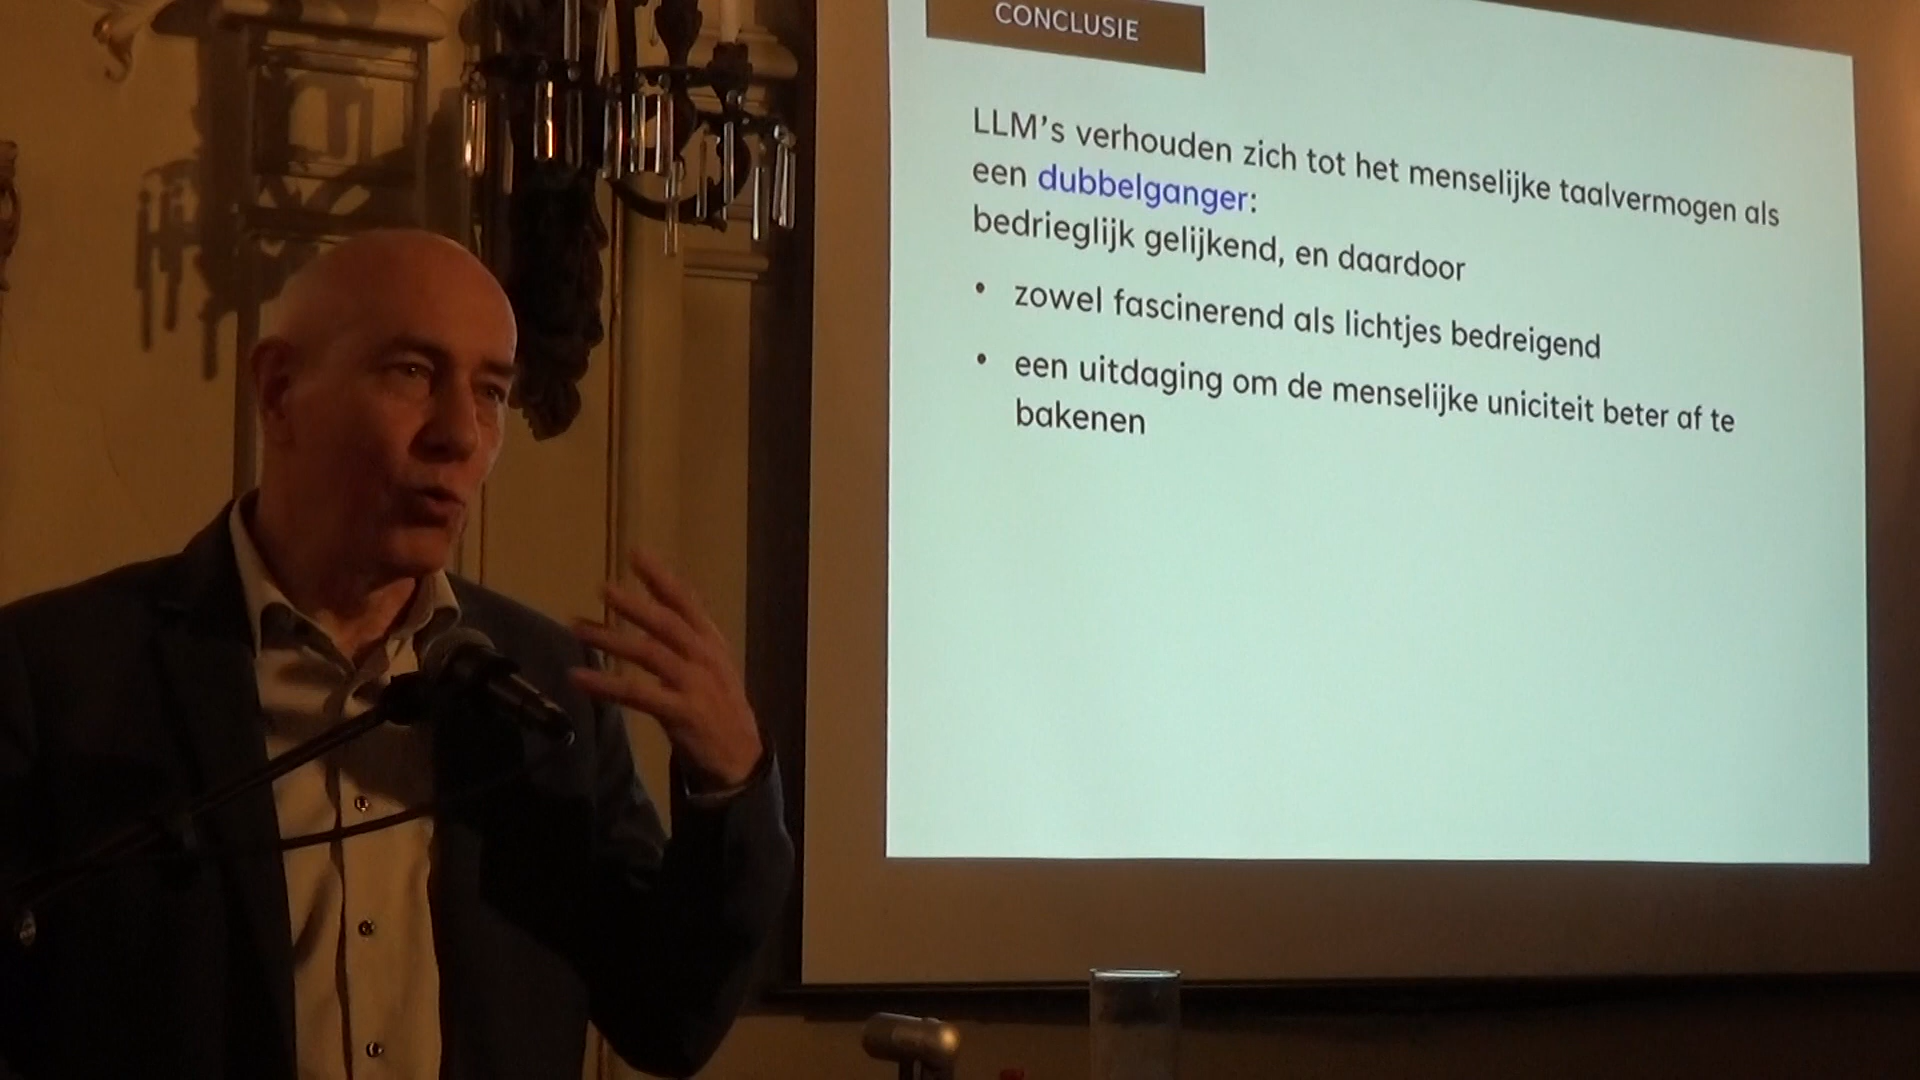 CONCLUSIE
LLM's verhouden zich tot het menselijke taalvermogen als
een dubbelganger:
bedrieglijk gelijkend, en daardoor
• zowel fascinerend als lichtjes bedreigend
• een uitdaging om de menselijke uniciteit beter af te
bakenen